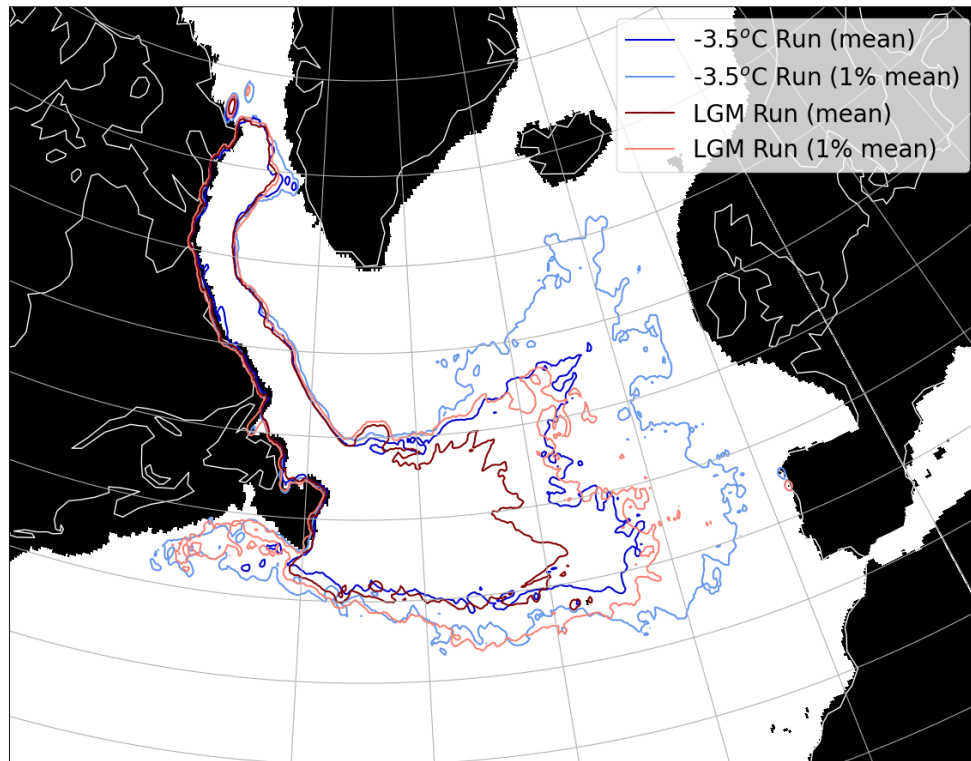 -3.5°C Run (mean)
-3.5°C Run (1% mean)
LGM Run (mean)
LGM Run (1% mean)